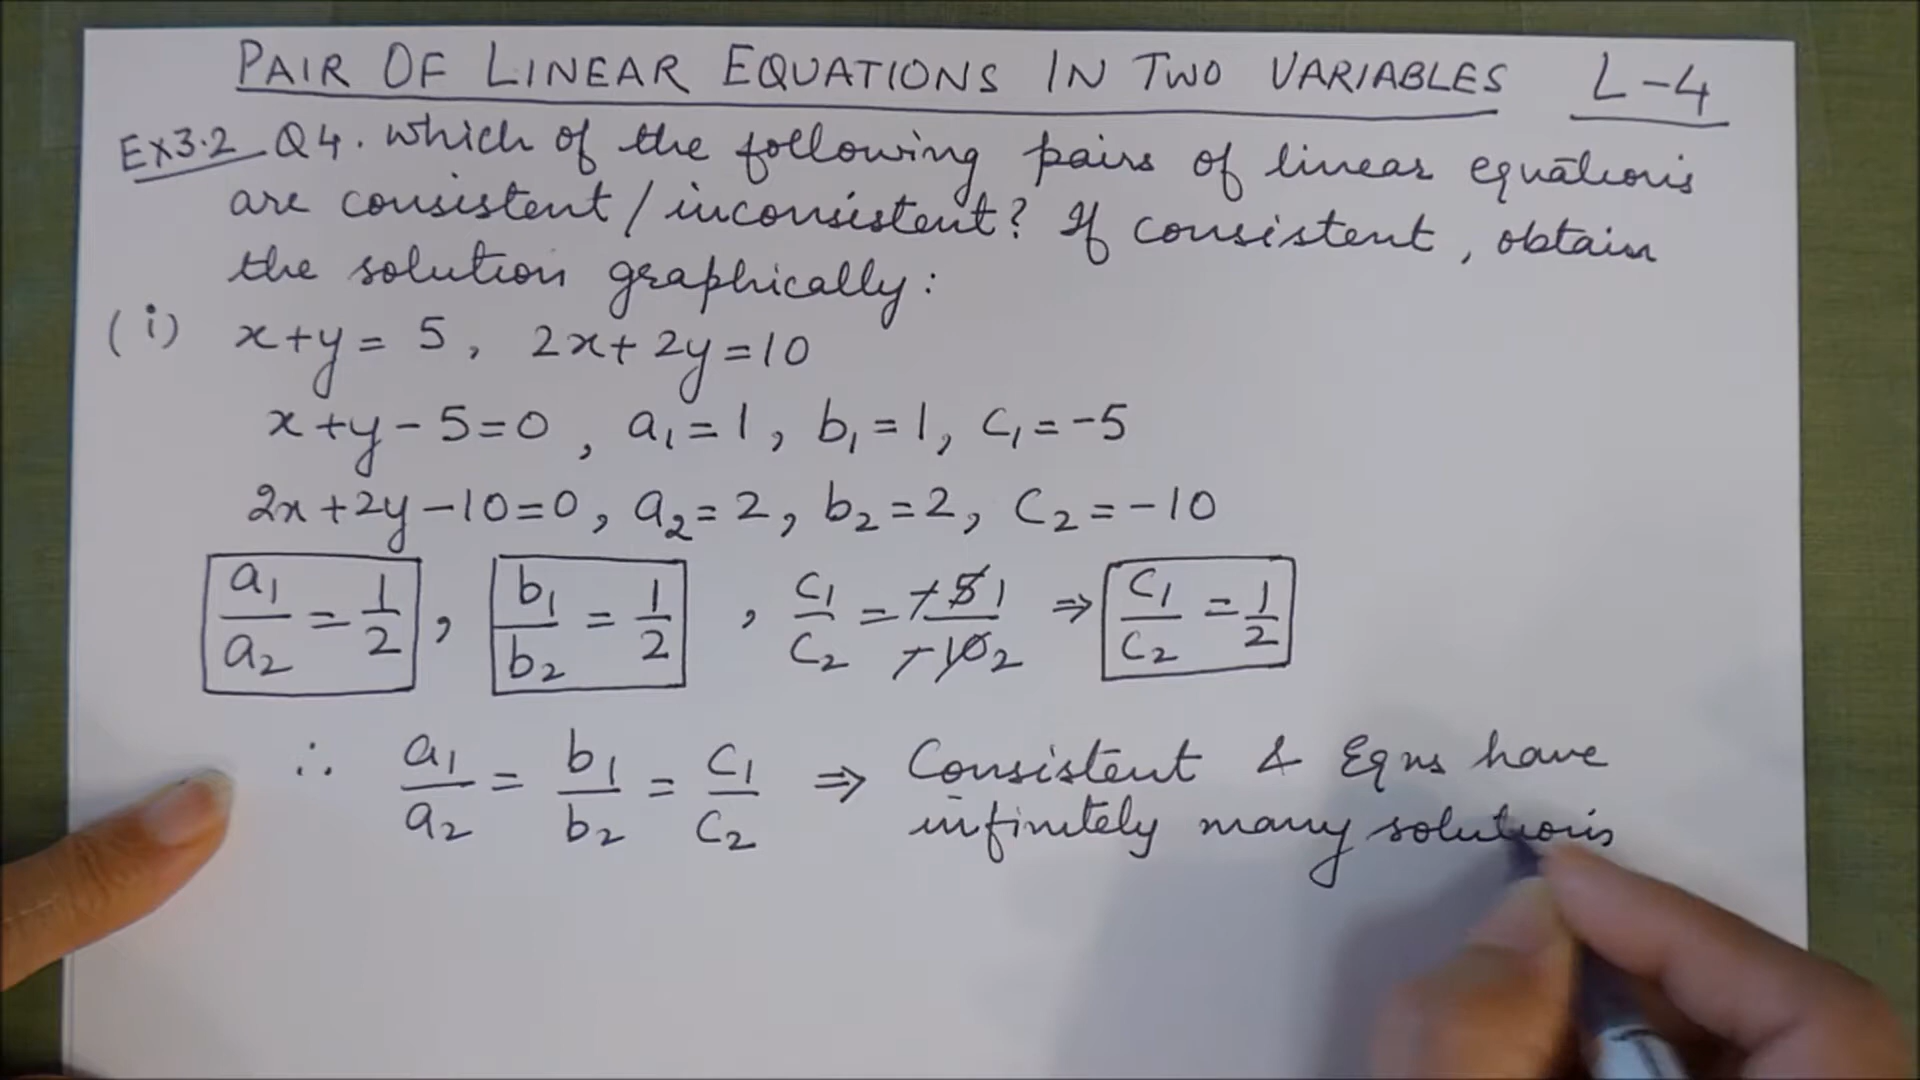 PAIR OF LINEAR EQUATIONS IN TWO VARIABLES L-4
EX3.2 Q4. Which of the following pairs of linear equations
are consistent / inconsistent? If consistent, obtain
the solution graphically:
(i) x+y = 5, 2x+2y=10
x+y-5=0, a₁=1, b₁=1, c₁=-5
2x+2y-10=0, a₂=2, b₂=2, c₂=-10
a₁/a₂ = 1/2, b₁/b₂ = 1/2, c₁/c₂ = -5 1/-10 2 ⇒ c₁/c₂ = 1/2
∴ a₁/a₂ = b₁/b₂ = c₁/c₂ ⇒ Consistent & Eqns have
infinitely many solutions